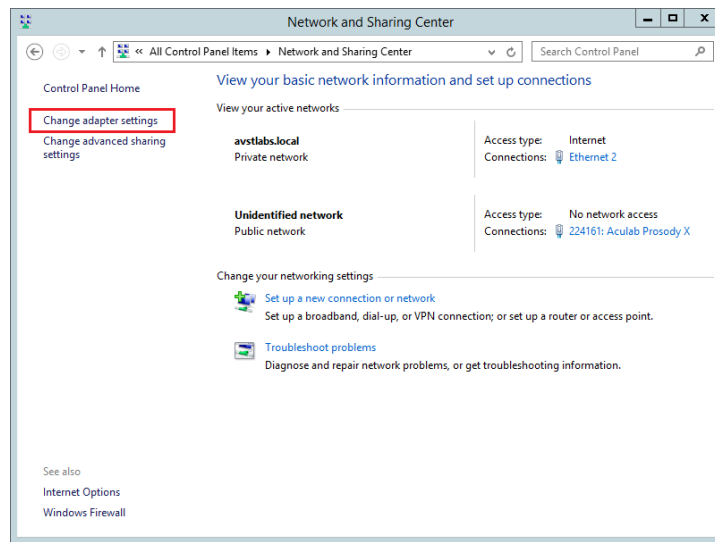 Network and Sharing Center
« All Control Panel Items Network and Sharing Center
Search Control Panel
Control Panel Home
Change adapter settings
Change advanced sharing
settings
View your basic network information and set up connections
View your active networks
avstlabs.local
Private network
Access type: Internet
Connections: Ethernet 2
Unidentified network
Public network
Access type: No network access
Connections: 224161: Aculab Prosody X
Change your networking settings
Set up a new connection or network
Set up a broadband, dial-up, or VPN connection; or set up a router or access point.
Troubleshoot problems
Diagnose and repair network problems, or get troubleshooting information.
See also
Internet Options
Windows Firewall